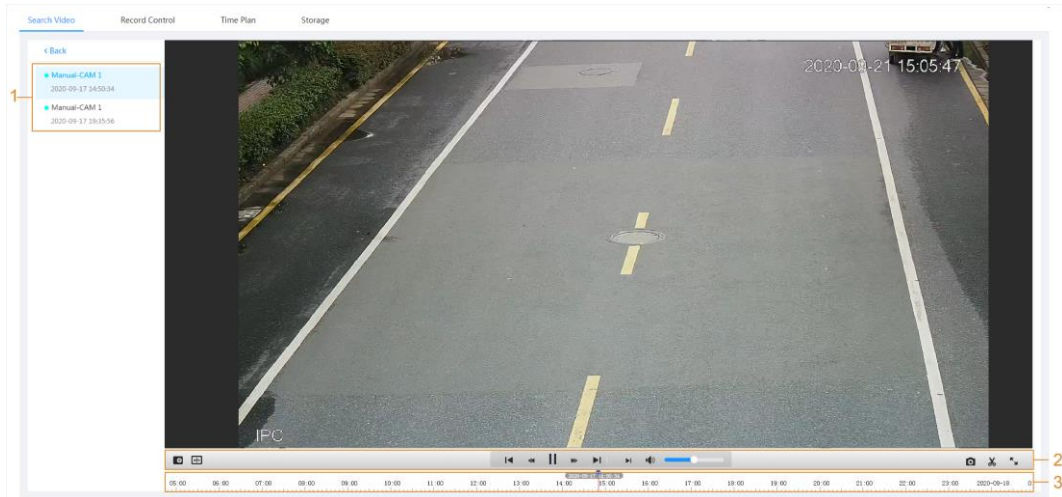 Search Video Record Control Time Plan Storage
< Back
Manual-CAM 1
2020-09-17 14:50:34
Manual-CAM 1
2020-09-17 19:35:56
1
2020-09-21 15:05:47
IPC
2
05:00 06:00 07:00 08:00 09:00 10:00 11:00 12:00 13:00 14:00 15:00 16:00 17:00 18:00 19:00 20:00 21:00 22:00 23:00 2020-09-18 0
3